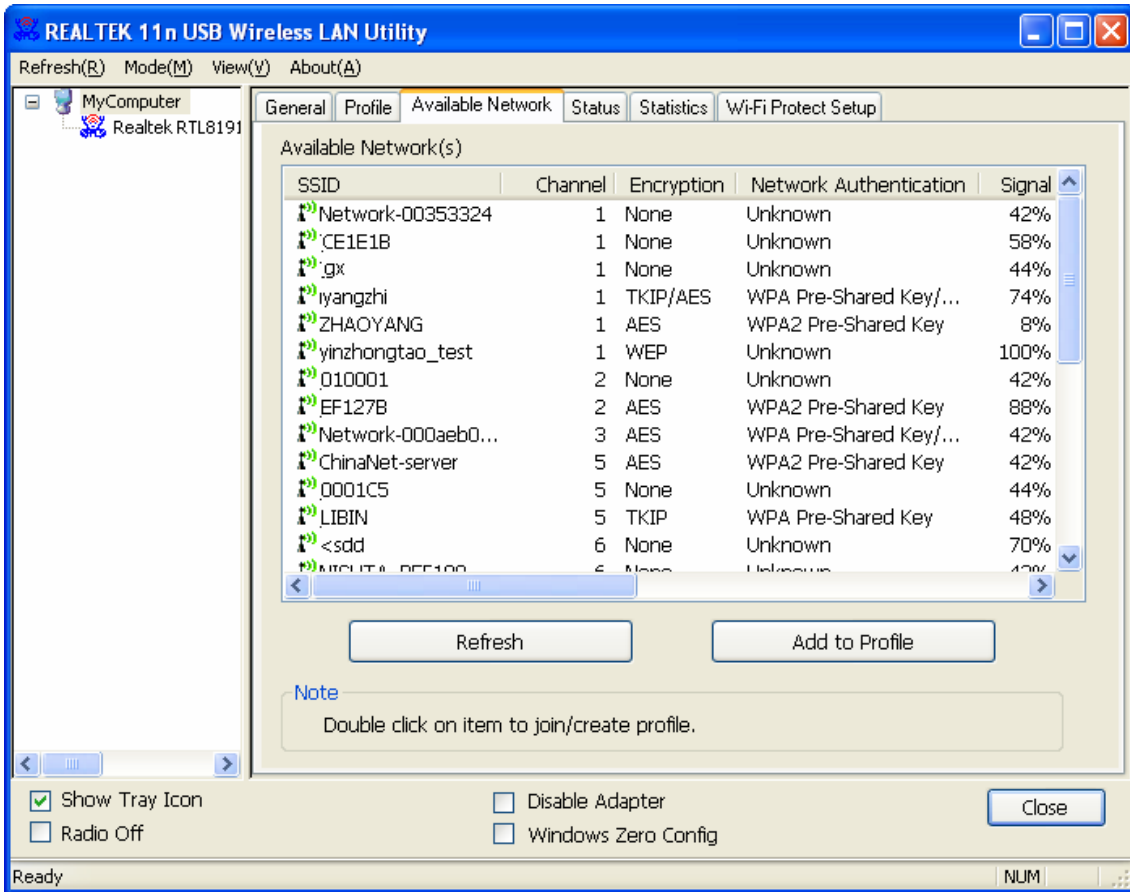 REALTEK 11n USB Wireless LAN Utility
Refresh(R) Mode(M) View(V) About(A)
MyComputer
Realtek RTL8191
General Profile Available Network Status Statistics Wi-Fi Protect Setup
Available Network(s)
SSID Channel Encryption Network Authentication Signal
Network-00353324 1 None Unknown 42%
CE1E1B 1 None Unknown 58%
gx 1 None Unknown 44%
yangzhi 1 TKIP/AES WPA Pre-Shared Key/... 74%
ZHAOYANG 1 AES WPA2 Pre-Shared Key 8%
yinzhongtao_test 1 WEP Unknown 100%
010001 2 None Unknown 42%
EF127B 2 AES WPA2 Pre-Shared Key 88%
Network-000aeb0... 3 AES WPA Pre-Shared Key/... 42%
ChinaNet-server 5 AES WPA2 Pre-Shared Key 42%
0001C5 5 None Unknown 44%
LIBIN 5 TKIP WPA Pre-Shared Key 48%
<sdd 6 None Unknown 70%
6 None Unknown
Refresh Add to Profile
Note
Double click on item to join/create profile.
Show Tray Icon Disable Adapter Close
Radio Off Windows Zero Config
Ready NUM